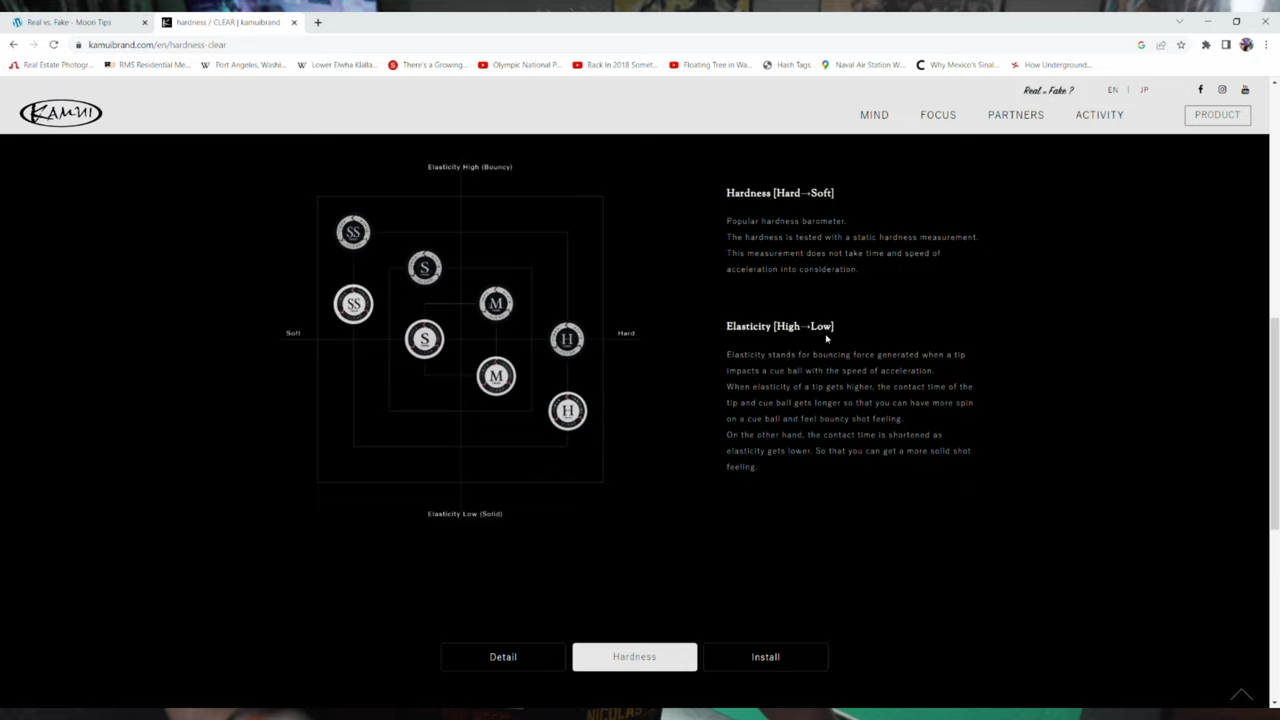 Real vs. Fake - Moori Tips
hardness / CLEAR | kamuibrand
kamuibrand.com/en/hardness-clear
Real Estate Photogr...
RMS Residential Me...
Port Angeles, Washi...
Lower Elwha Klalla...
There's a Growing...
Olympic National P...
Back In 2018 Somet...
Floating Tree in Wa...
Hash Tags
Naval Air Station W...
Why Mexico's Sinal...
How Underground...
Real or Fake ?
EN | JP
KAMUI
MIND
FOCUS
PARTNERS
ACTIVITY
PRODUCT
Elasticity High (Bouncy)
SS
S
SS
M
S
H
M
H
Soft
Hard
Elasticity Low (Solid)
Hardness [Hard→Soft]
Popular hardness barometer.
The hardness is tested with a static hardness measurement.
This measurement does not take time and speed of
acceleration into consideration.
Elasticity [High→Low]
Elasticity stands for bouncing force generated when a tip
impacts a cue ball with the speed of acceleration.
When elasticity of a tip gets higher, the contact time of the
tip and cue ball gets longer so that you can have more spin
on a cue ball and feel bouncy shot feeling.
On the other hand, the contact time is shortened as
elasticity gets lower. So that you can get a more solid shot
feeling.
Detail
Hardness
Install
NICOLAS